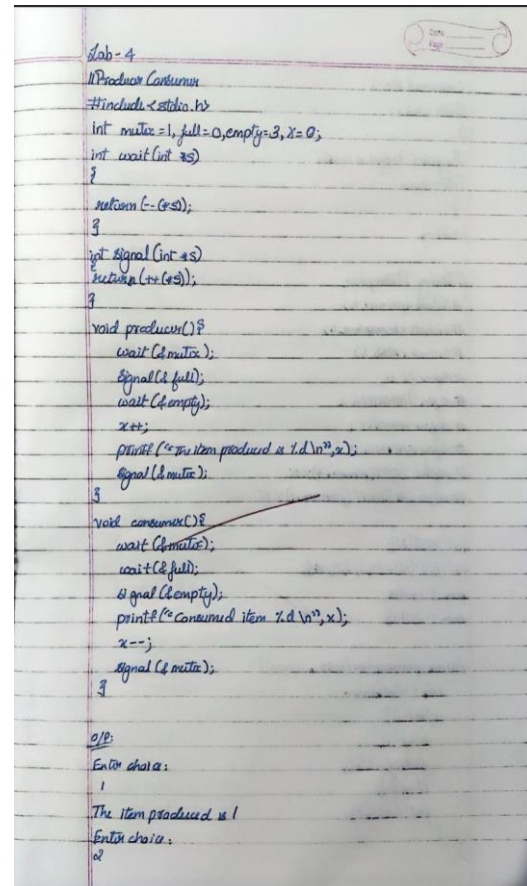 Date
Page
Lab-4
//Producer Consumer
#include<stdio.h>
int mutex=1, full=0,empty=3, x=0;
int wait(int *s)
{
return(--(*s));
}
int signal(int *s)
{
return(++(*s));
}
void producer(){
wait(&mutex);
signal(&full);
wait(&empty);
x++;
printf("The item produced is %d\n",x);
signal(&mutex);
}
void consumer(){
wait(&mutex);
wait(&full);
signal(&empty);
printf("Consumed item %d\n",x);
x--;
signal(&mutex);
}
O/P:
Enter choice:
1
The item produced is 1
Enter choice:
2